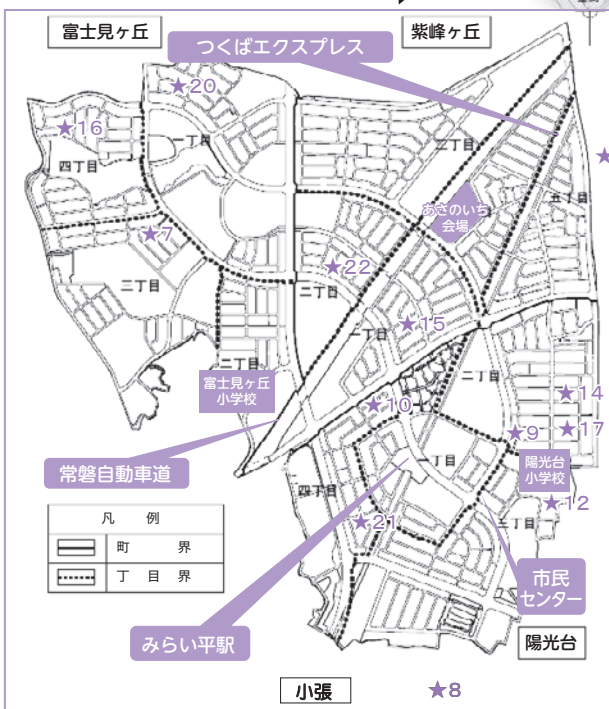 富士見ヶ丘
紫峰ヶ丘
つくばエクスプレス
★20
★16
一丁目
三丁目
★
四丁目
五丁目
あさのいち
会場
★7
★22
三丁目
二丁目
★15
一丁目
二丁目
富士見ヶ丘
小学校
二丁目
★14
★10
★9
★17
陽光台
小学校
常磐自動車道
一丁目
四丁目
★12
凡 例
町 界
丁 目 界
★21
三丁目
市民
センター
みらい平駅
陽光台
小張
★8